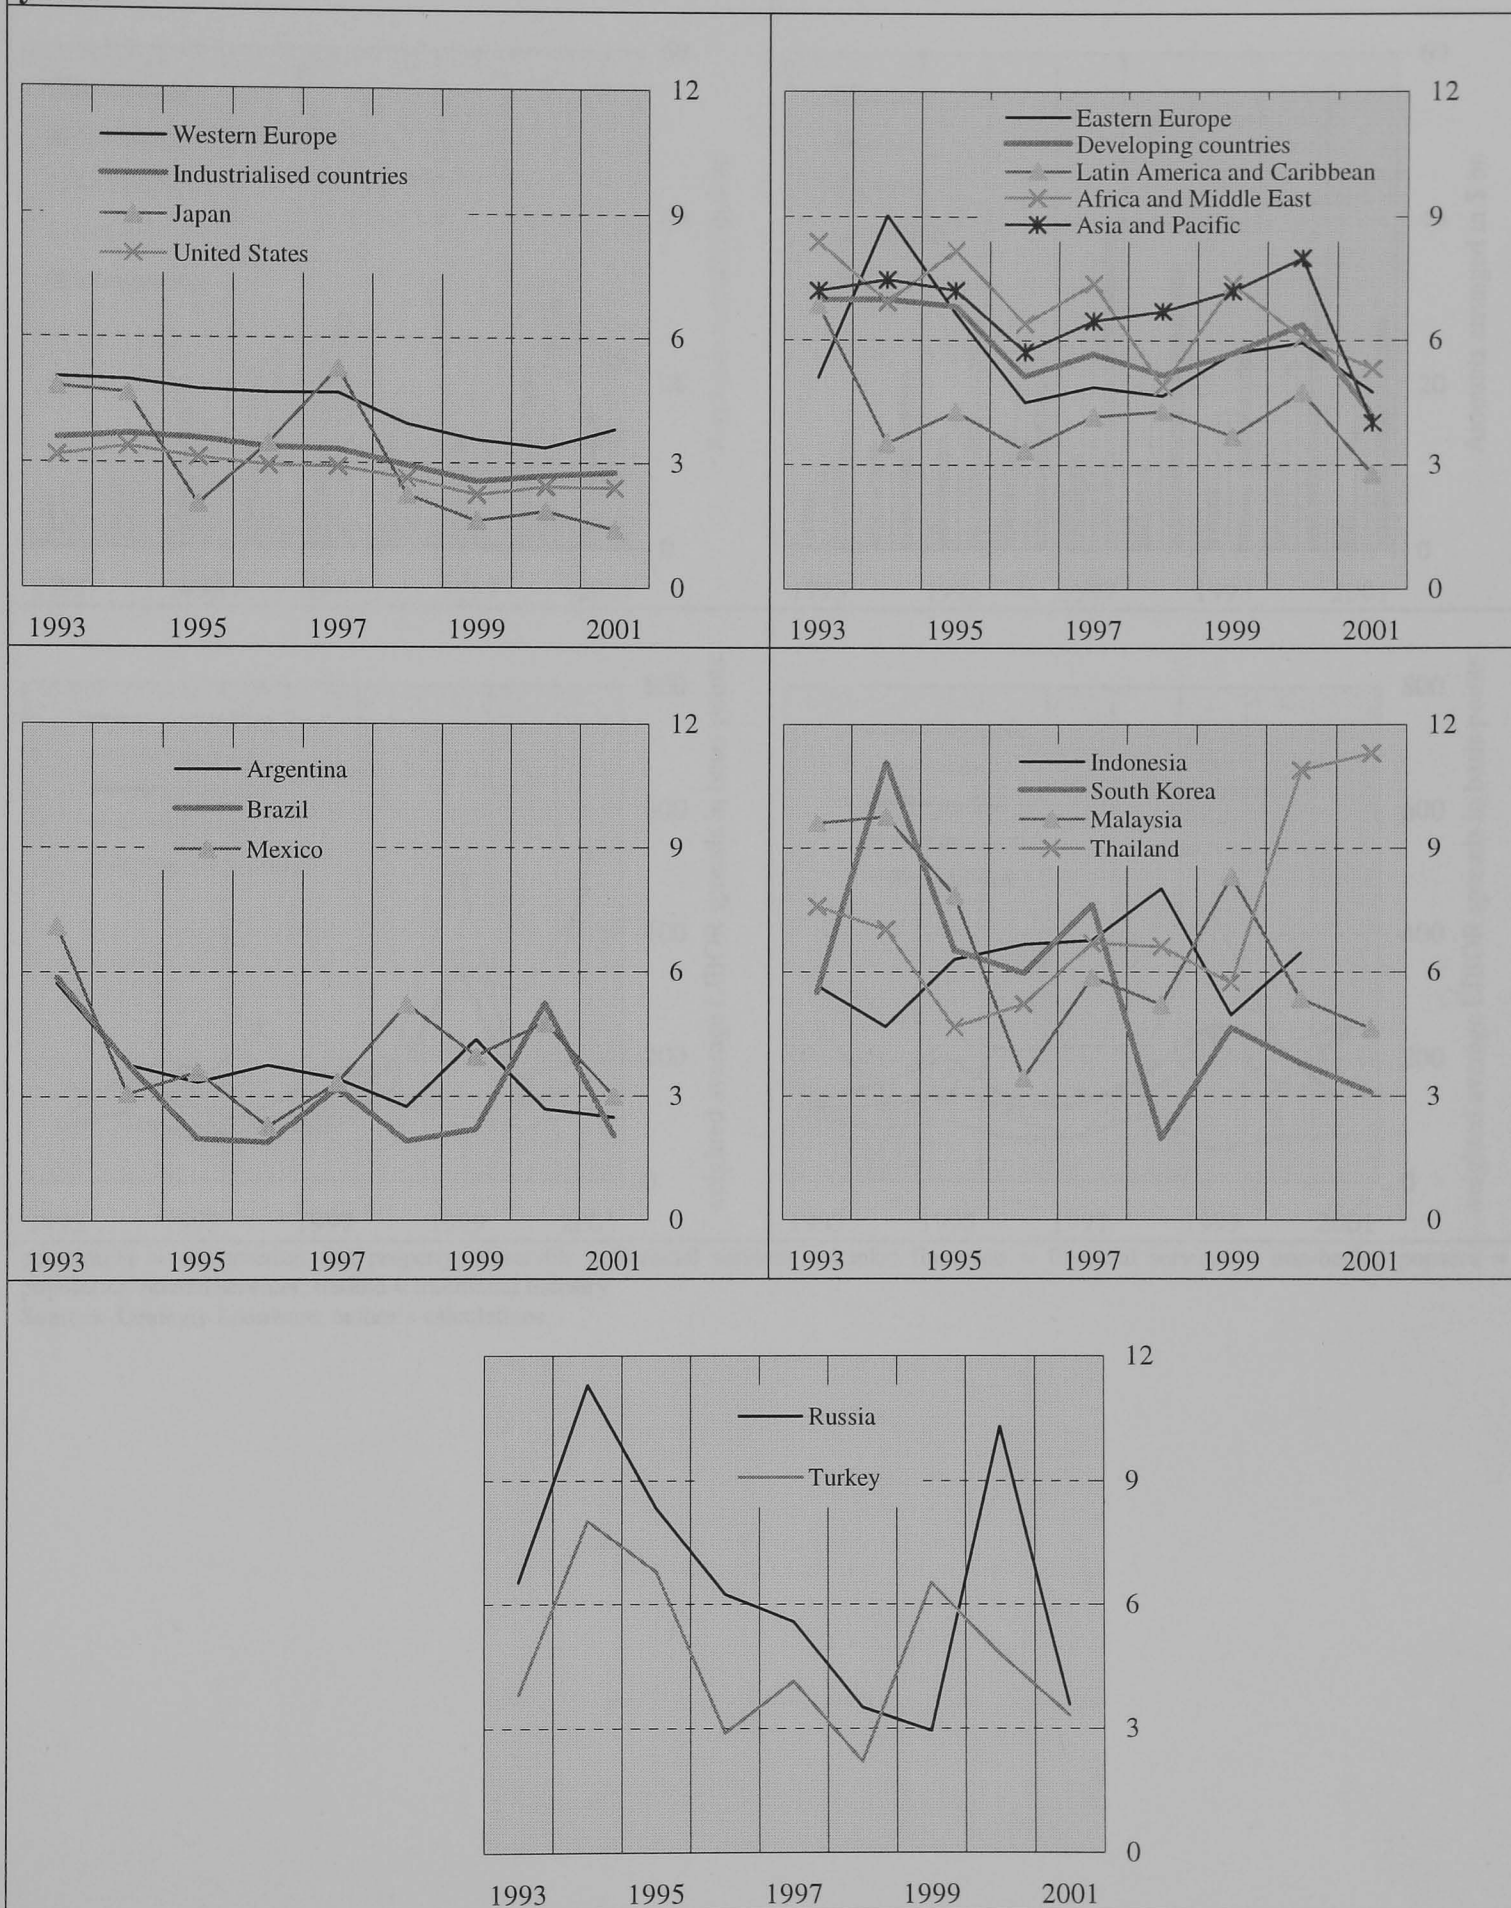 12
Western Europe
Industrialised countries
Japan
9
United States
6
3
0
1993 1995 1997 1999 2001
12
Eastern Europe
Developing countries
Latin America and Caribbean
Africa and Middle East
9
Asia and Pacific
6
3
0
1993 1995 1997 1999 2001
12
Argentina
Brazil
9
Mexico
6
3
0
1993 1995 1997 1999 2001
12
Indonesia
South Korea
Malaysia
9
Thailand
6
3
0
1993 1995 1997 1999 2001
12
Russia
9
Turkey
6
3
0
1993 1995 1997 1999 2001